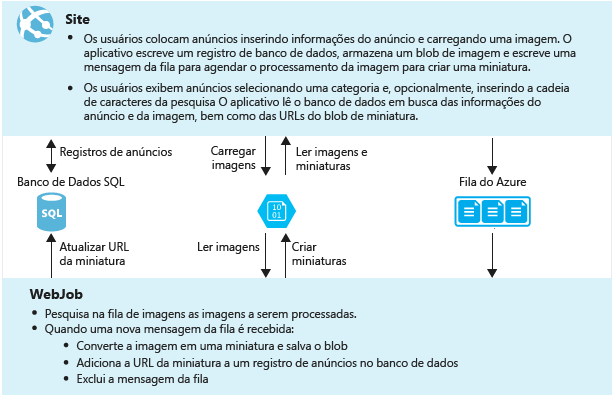 Site
• Os usuários colocam anúncios inserindo informações do anúncio e carregando uma imagem. O
aplicativo escreve um registro de banco de dados, armazena um blob de imagem e escreve uma
mensagem da fila para agendar o processamento da imagem para criar uma miniatura.
• Os usuários exibem anúncios selecionando uma categoria e, opcionalmente, inserindo a cadeia
de caracteres da pesquisa O aplicativo lê o banco de dados em busca das informações do
anúncio e da imagem, bem como das URLs do blob de miniatura.
Registros de anúncios
Carregar
imagens
Ler imagens e
miniaturas
Banco de Dados SQL
Fila do Azure
SQL
10
01
Atualizar URL
da miniatura
Ler imagens
Criar
miniaturas
WebJob
• Pesquisa na fila de imagens as imagens a serem processadas.
• Quando uma nova mensagem da fila é recebida:
• Converte a imagem em uma miniatura e salva o blob
• Adiciona a URL da miniatura a um registro de anúncios no banco de dados
• Exclui a mensagem da fila